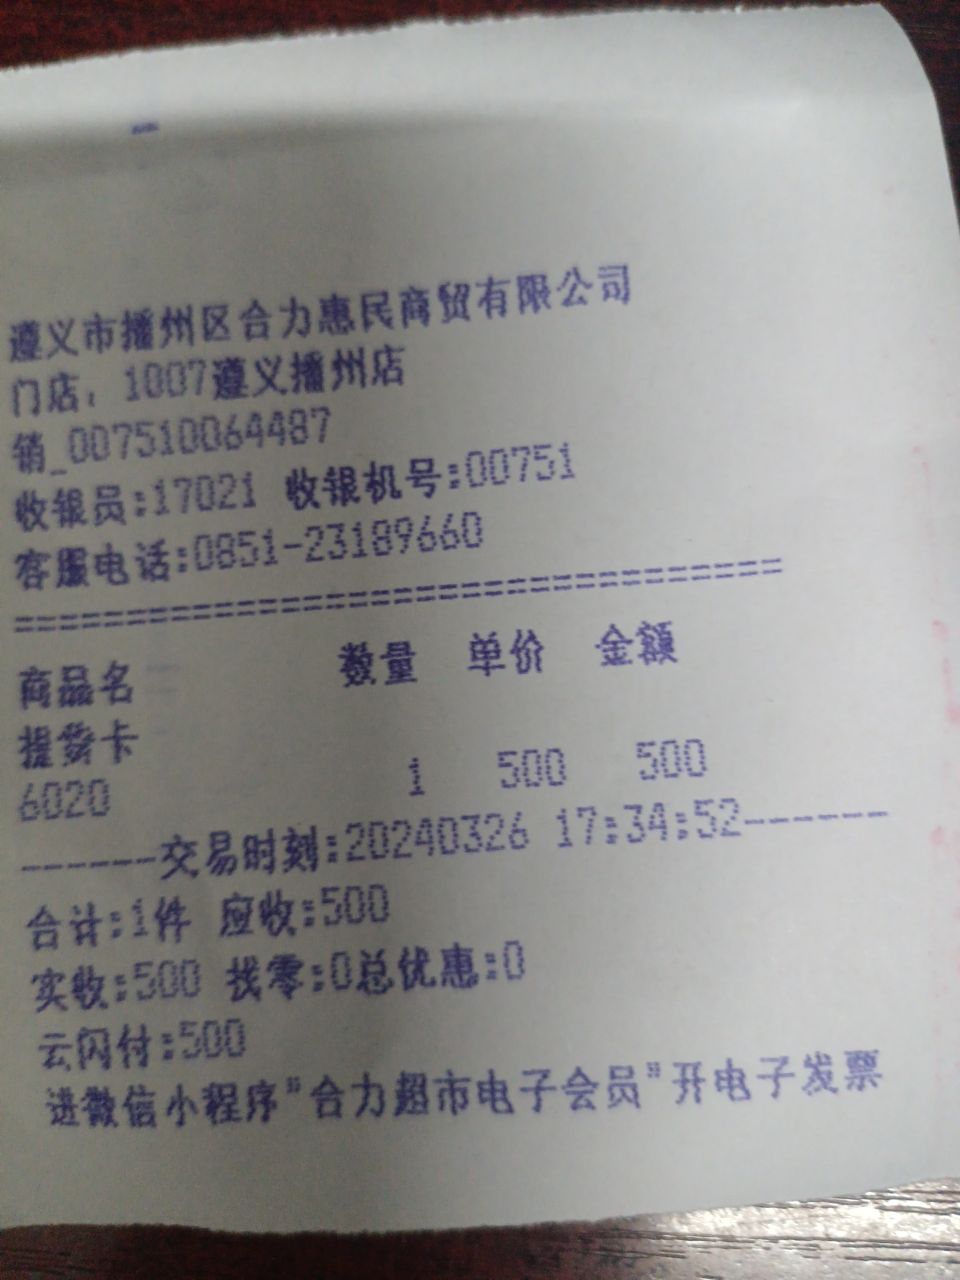 遵义市播州区合力惠民商贸有限公司
门店: 1007遵义播州店
销_007510064487
收银员:17021 收银机号:00751
客服电话:0851-23189660
==================================
商品名 数量 单价 金额
提货卡
6020 1 500 500
------交易时刻:20240326 17:34:52------
合计:1件 应收:500
实收:500 找零:0总优惠:0
云闪付:500
进微信小程序"合力超市电子会员"开电子发票